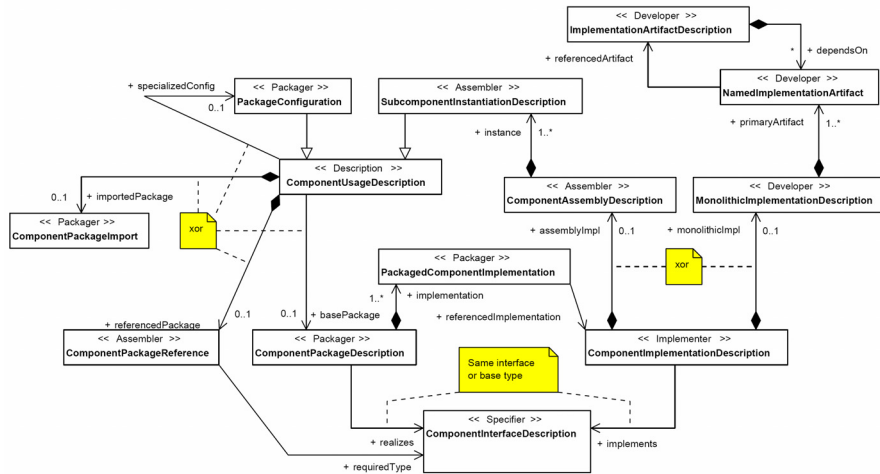 << Developer >>
ImplementationArtifactDescription
+ referencedArtifact
* + dependsOn
+ specializedConfig
0..1
<< Packager >>
PackageConfiguration
<< Assembler >>
SubcomponentInstantiationDescription
<< Developer >>
NamedImplementationArtifact
+ instance 1..*
+ primaryArtifact
1..*
<< Description >>
ComponentUsageDescription
0..1 + importedPackage
<< Assembler >>
ComponentAssemblyDescription
<< Developer >>
MonolithicImplementationDescription
<< Packager >>
ComponentPackageImport
xor
+ assemblyImpl 0..1
+ monolithicImpl 0..1
<< Packager >>
PackagedComponentImplementation
xor
1..* + implementation
0..1
+ referencedPackage
0..1 + basePackage
+ referencedImplementation
<< Assembler >>
ComponentPackageReference
<< Packager >>
ComponentPackageDescription
<< Implementer >>
ComponentImplementationDescription
Same interface
or base type
<< Specifier >>
ComponentInterfaceDescription
+ realizes
+ implements
+ requiredType